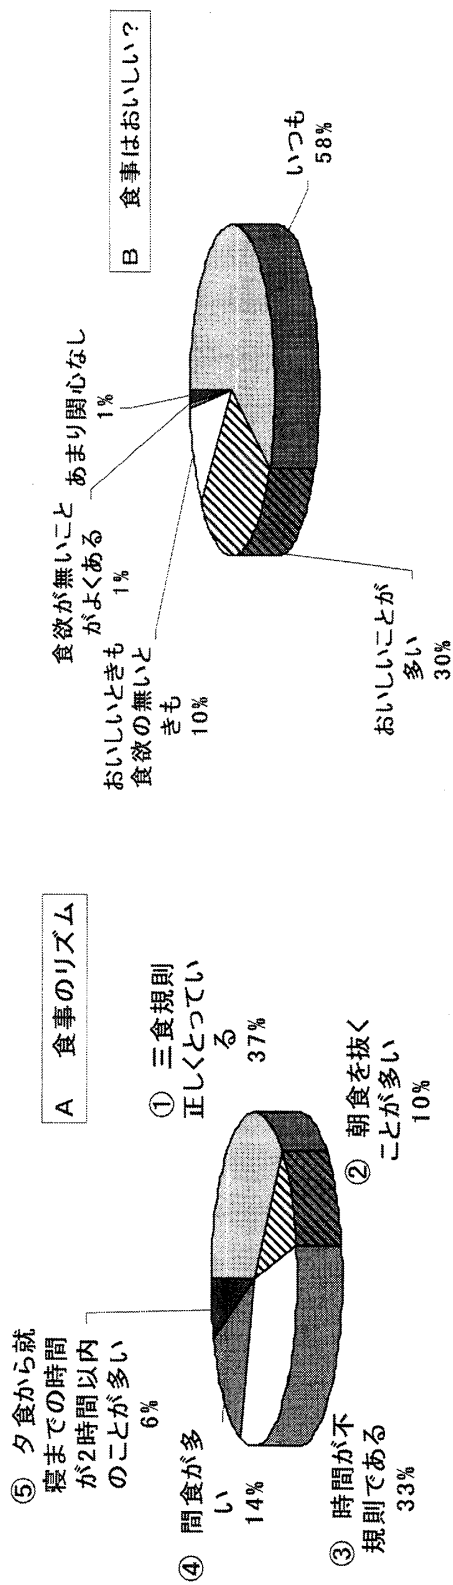 A 食事のリズム
① 三食規則
正しくとってい
る
37%
② 朝食を抜く
ことが多い
10%
③ 時間が不
規則である
33%
④ 間食が多
い
14%
⑤ 夕食から就
寝までの時間
が2時間以内
のことが多い
6%
B 食事はおいしい？
いつも
58%
おいしいことが
多い
30%
おいしいときも
食欲の無いと
きも
10%
食欲が無いこと
がよくある
1%
あまり関心なし
1%